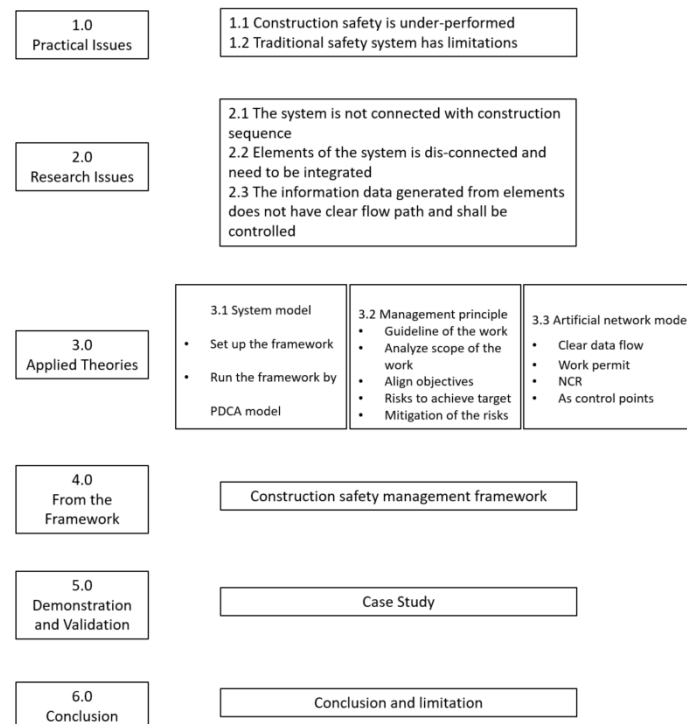 1.0
Practical Issues
1.1 Construction safety is under-performed
1.2 Traditional safety system has limitations
2.0
Research Issues
2.1 The system is not connected with construction
sequence
2.2 Elements of the system is dis-connected and
need to be integrated
2.3 The information data generated from elements
does not have clear flow path and shall be
controlled
3.0
Applied Theories
3.1 System model
• Set up the framework
• Run the framework by
PDCA model
3.2 Management principle
• Guideline of the work
• Analyze scope of the
work
• Align objectives
• Risks to achieve target
• Mitigation of the risks
3.3 Artificial network mode
• Clear data flow
• Work permit
• NCR
• As control points
4.0
From the
Framework
Construction safety management framework
5.0
Demonstration
and Validation
Case Study
6.0
Conclusion
Conclusion and limitation